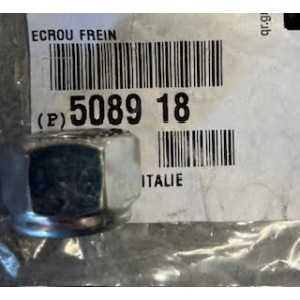 ECROU FREIN
(P) 5089 18
ITALIE